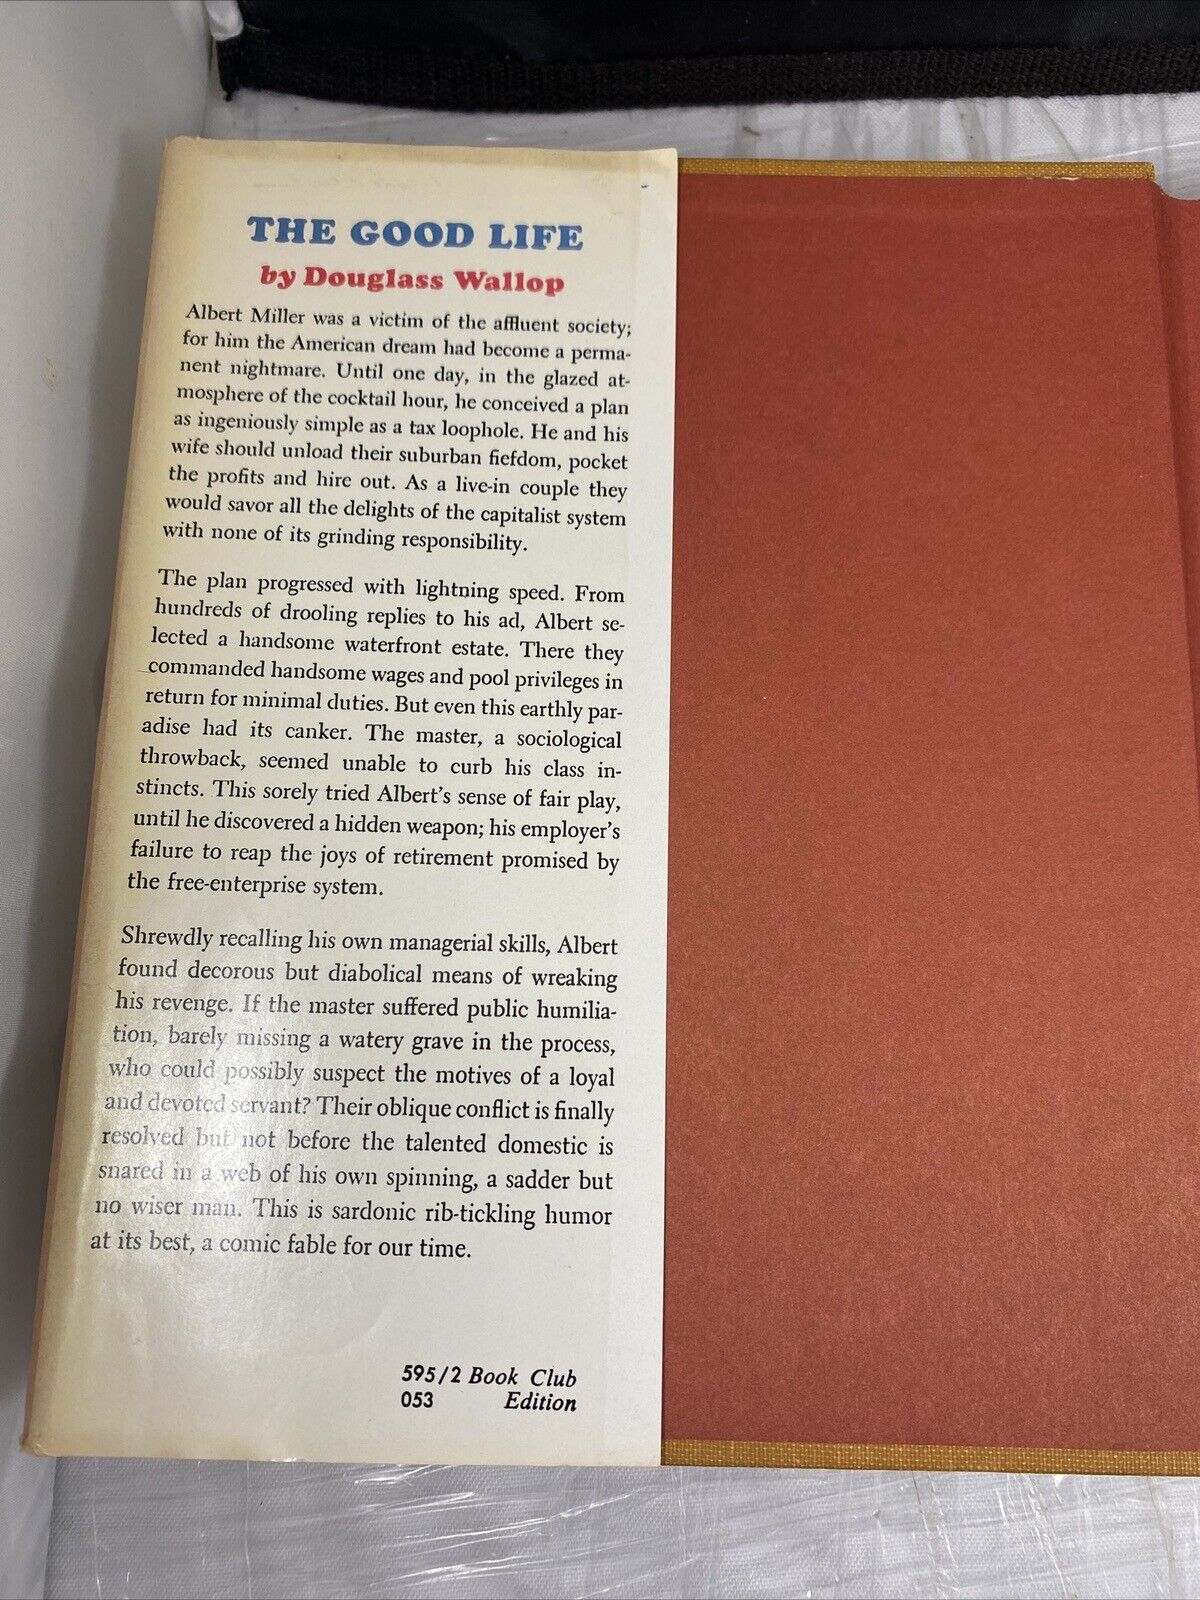 THE GOOD LIFE
by Douglass Wallop
Albert Miller was a victim of the affluent society;
for him the American dream had become a perma-
nent nightmare. Until one day, in the glazed at-
mosphere of the cocktail hour, he conceived a plan
as ingeniously simple as a tax loophole. He and his
wife should unload their suburban fiefdom, pocket
the profits and hire out. As a live-in couple they
would savor all the delights of the capitalist system
with none of its grinding responsibility.
The plan progressed with lightning speed. From
hundreds of drooling replies to his ad, Albert se-
lected a handsome waterfront estate. There they
commanded handsome wages and pool privileges in
return for minimal duties. But even this earthly par-
adise had its canker. The master, a sociological
throwback, seemed unable to curb his class in-
stincts. This sorely tried Albert's sense of fair play,
until he discovered a hidden weapon; his employer's
failure to reap the joys of retirement promised by
the free-enterprise system.
Shrewdly recalling his own managerial skills, Albert
found decorous but diabolical means of wreaking
his revenge. If the master suffered public humilia-
tion, barely missing a watery grave in the process,
who could possibly suspect the motives of a loyal
and devoted servant? Their oblique conflict is finally
resolved but not before the talented domestic is
snared in a web of his own spinning, a sadder but
no wiser man. This is sardonic rib-tickling humor
at its best, a comic fable for our time.
595/2 Book Club
053 Edition